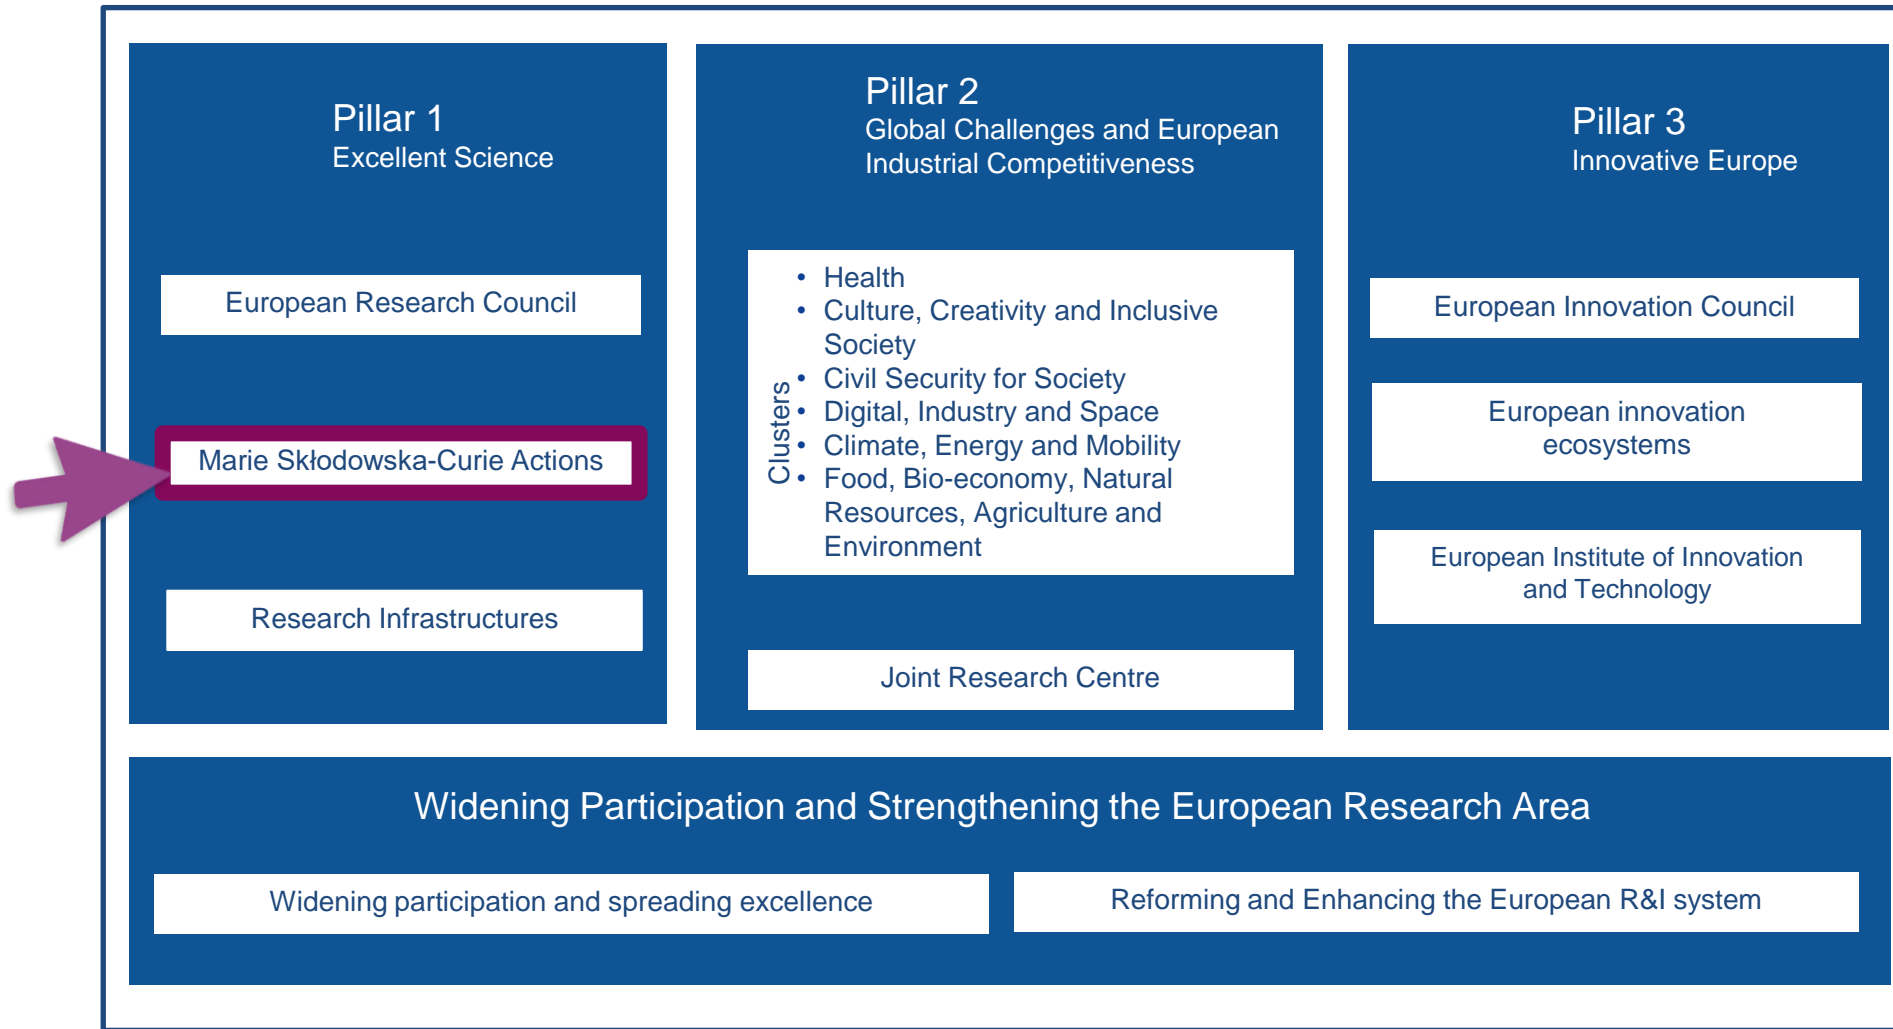 Pillar 1
Excellent Science
European Research Council
Marie Skłodowska-Curie Actions
Research Infrastructures
Pillar 2
Global Challenges and European
Industrial Competitiveness
Clusters
• Health
• Culture, Creativity and Inclusive
Society
• Civil Security for Society
• Digital, Industry and Space
• Climate, Energy and Mobility
• Food, Bio-economy, Natural
Resources, Agriculture and
Environment
Joint Research Centre
Pillar 3
Innovative Europe
European Innovation Council
European innovation
ecosystems
European Institute of Innovation
and Technology
Widening Participation and Strengthening the European Research Area
Widening participation and spreading excellence
Reforming and Enhancing the European R&I system